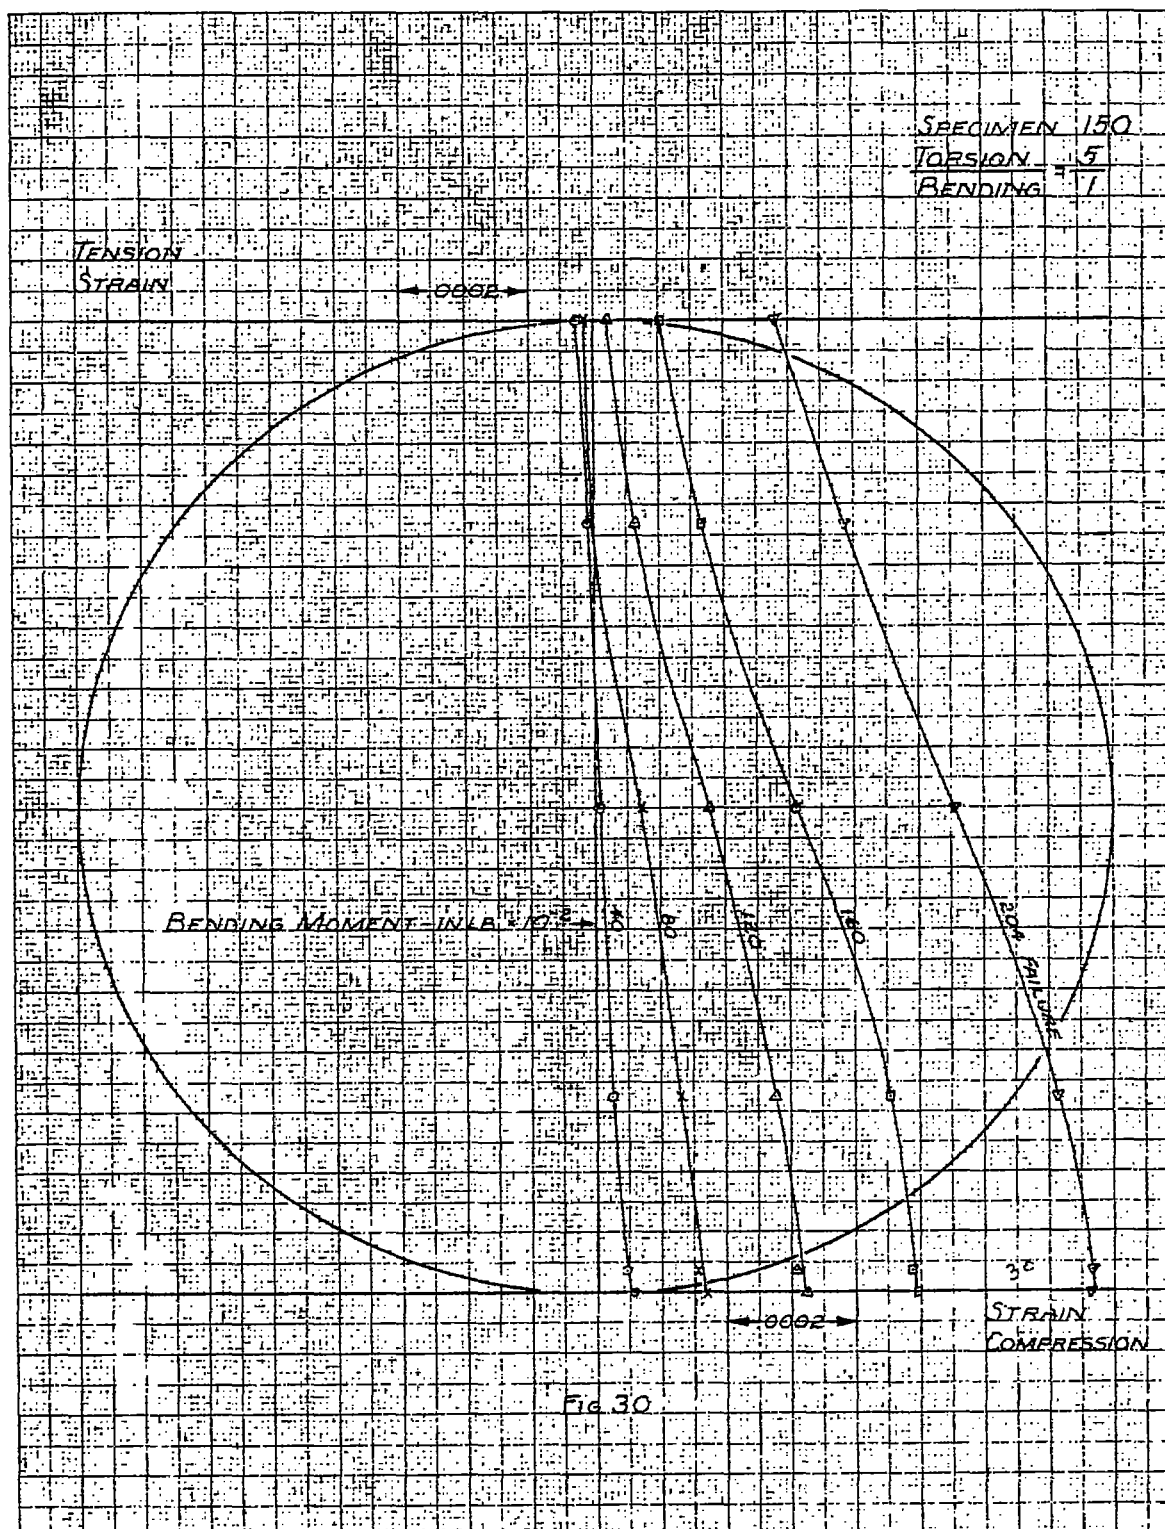 SPECIMEN 150
TORSION = 5
BENDING 1
TENSION
STRAIN
.0002
BENDING MOMENT-IN LB × 10⁻² → 40 80 120 160 204 FAILURE
STRAIN
.0002
COMPRESSION
FIG 30